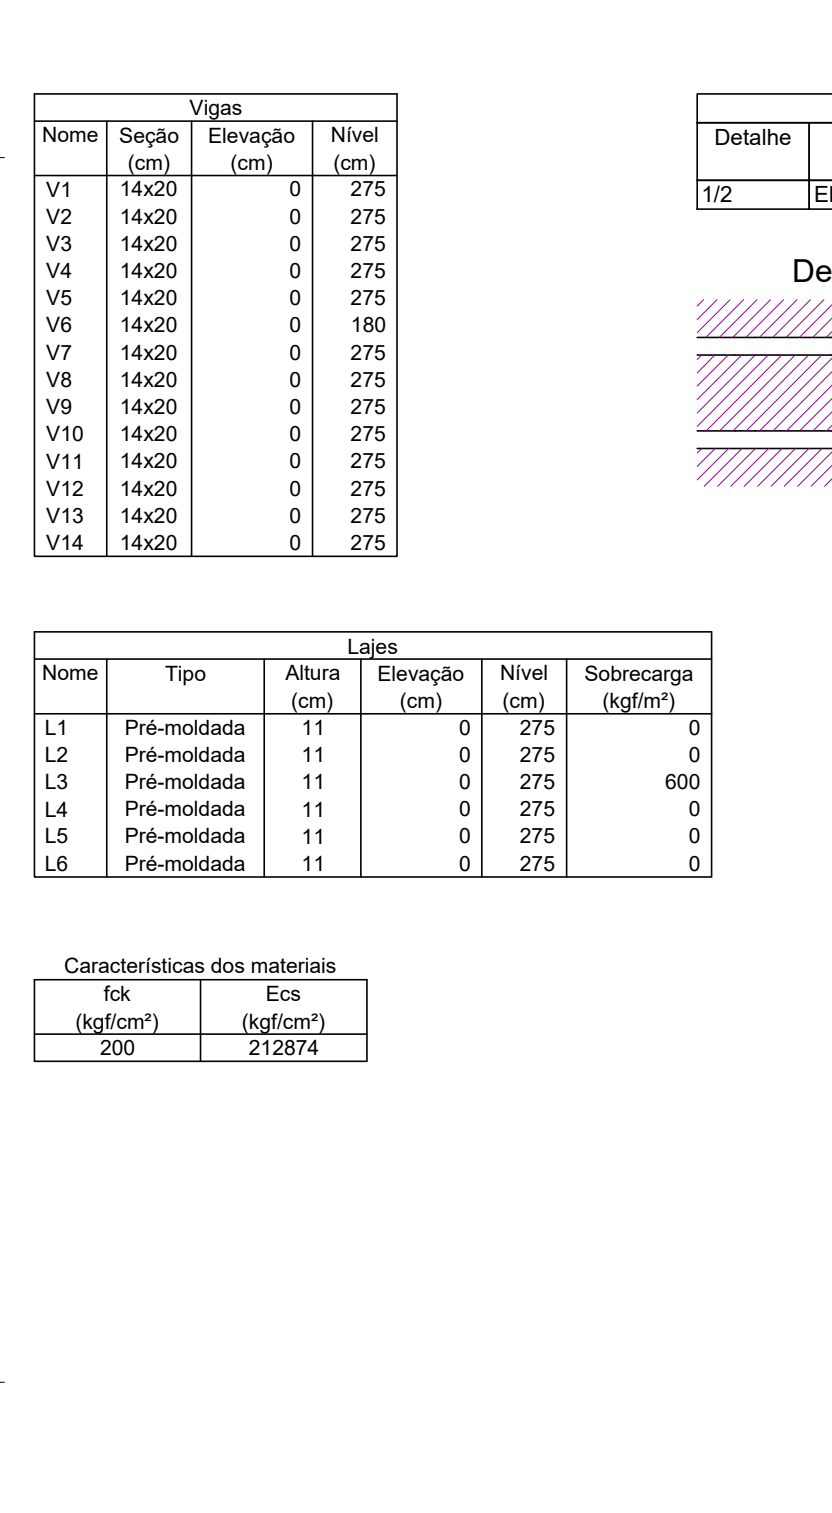 Vigas
Nome Seção (cm) Elevação (cm) Nível (cm)
V1 14x20 0 275
V2 14x20 0 275
V3 14x20 0 275
V4 14x20 0 275
V5 14x20 0 275
V6 14x20 0 180
V7 14x20 0 275
V8 14x20 0 275
V9 14x20 0 275
V10 14x20 0 275
V11 14x20 0 275
V12 14x20 0 275
V13 14x20 0 275
V14 14x20 0 275
Detalhe
1/2
Lajes
Nome Tipo Altura (cm) Elevação (cm) Nível (cm) Sobrecarga (kgf/m²)
L1 Pré-moldada 11 0 275 0
L2 Pré-moldada 11 0 275 0
L3 Pré-moldada 11 0 275 600
L4 Pré-moldada 11 0 275 0
L5 Pré-moldada 11 0 275 0
L6 Pré-moldada 11 0 275 0
Características dos materiais
fck (kgf/cm²) Ecs (kgf/cm²)
200 212874